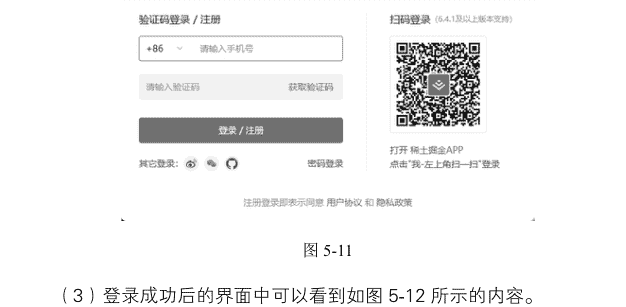 验证码登录 / 注册
+86 请输入手机号
请输入验证码 获取验证码
登录 / 注册
其它登录： 密码登录
扫码登录 (6.4.1及以上版本支持)
打开 稀土掘金APP
点击“我-左上角扫一扫”登录
注册登录即表示同意 用户协议 和 隐私政策
图 5-11
（3）登录成功后的界面中可以看到如图 5-12 所示的内容。